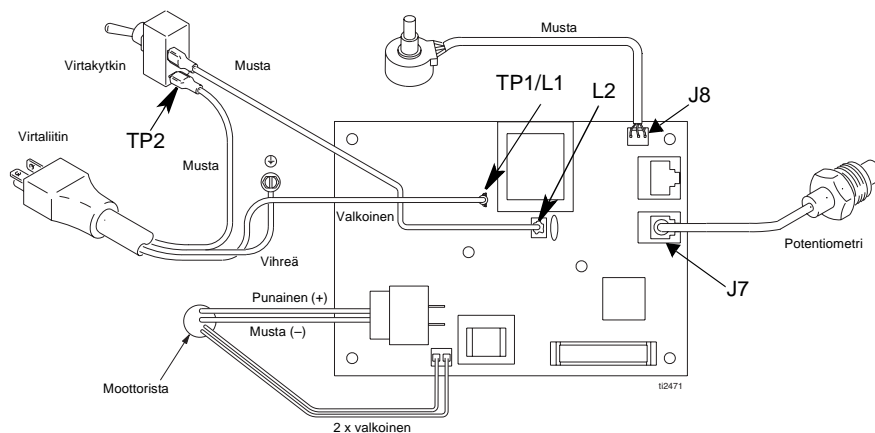 Musta
Virtakytkin
Musta
TP1/L1
L2
J8
TP2
Virtaliitin
Musta
Valkoinen
Vihreä
Potentiometri
J7
Punainen (+)
Musta (–)
Moottorista
2 x valkoinen
ti2471